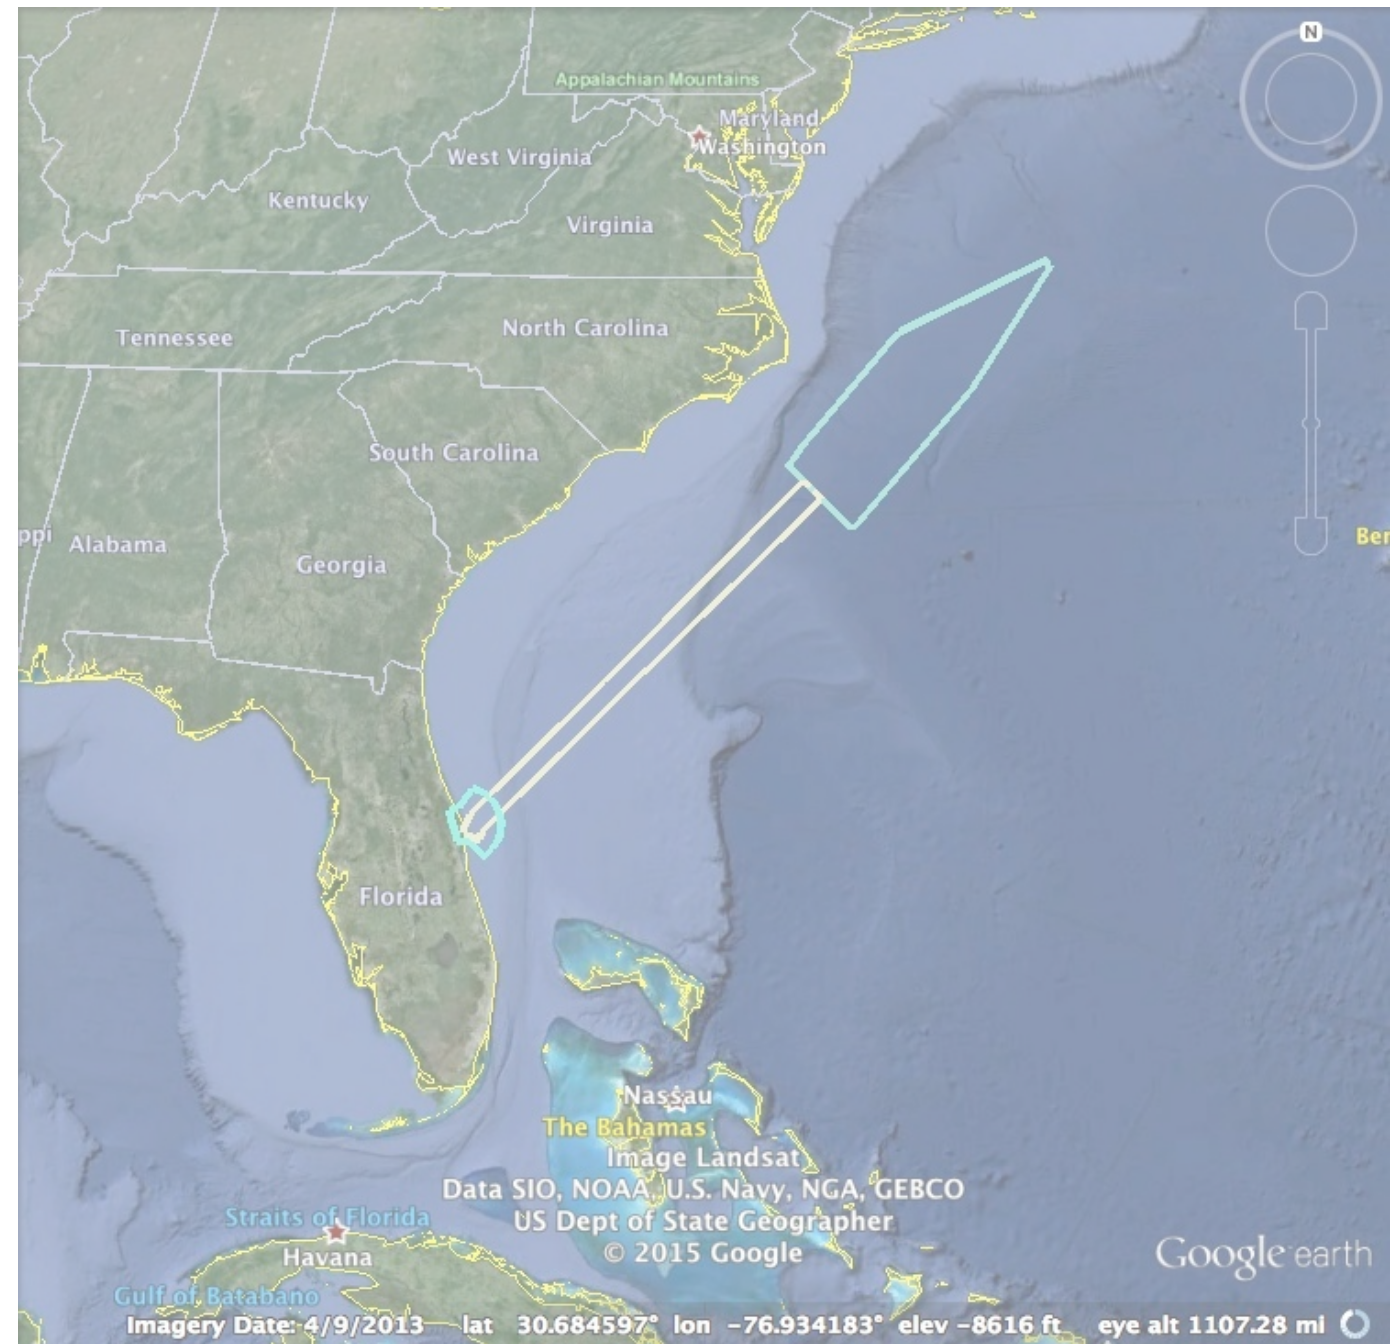 N
Appalachian Mountains
Maryland
Washington
West Virginia
Kentucky
Virginia
North Carolina
Tennessee
South Carolina
ppi
Alabama
Georgia
Ber
Florida
Nassau
The Bahamas
Image Landsat
Data SIO, NOAA, U.S. Navy, NGA, GEBCO
Straits of Florida
US Dept of State Geographer
Havana
© 2015 Google
Google earth
Gulf of Batabano
Imagery Date: 4/9/2013 lat 30.684597° lon -76.934183° elev -8616 ft eye alt 1107.28 mi